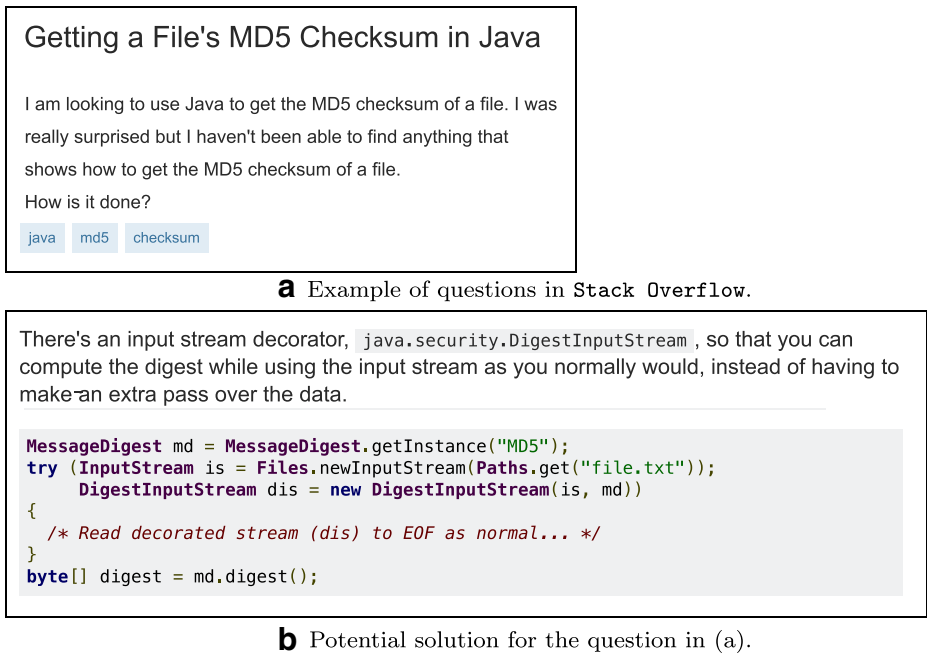 Getting a File's MD5 Checksum in Java
I am looking to use Java to get the MD5 checksum of a file. I was
really surprised but I haven't been able to find anything that
shows how to get the MD5 checksum of a file.
How is it done?
java md5 checksum
a Example of questions in Stack Overflow.
There's an input stream decorator, java.security.DigestInputStream , so that you can
compute the digest while using the input stream as you normally would, instead of having to
make an extra pass over the data.
MessageDigest md = MessageDigest.getInstance("MD5");
try (InputStream is = Files.newInputStream(Paths.get("file.txt"));
     DigestInputStream dis = new DigestInputStream(is, md))
{
  /* Read decorated stream (dis) to EOF as normal... */
}
byte[] digest = md.digest();
b Potential solution for the question in (a).